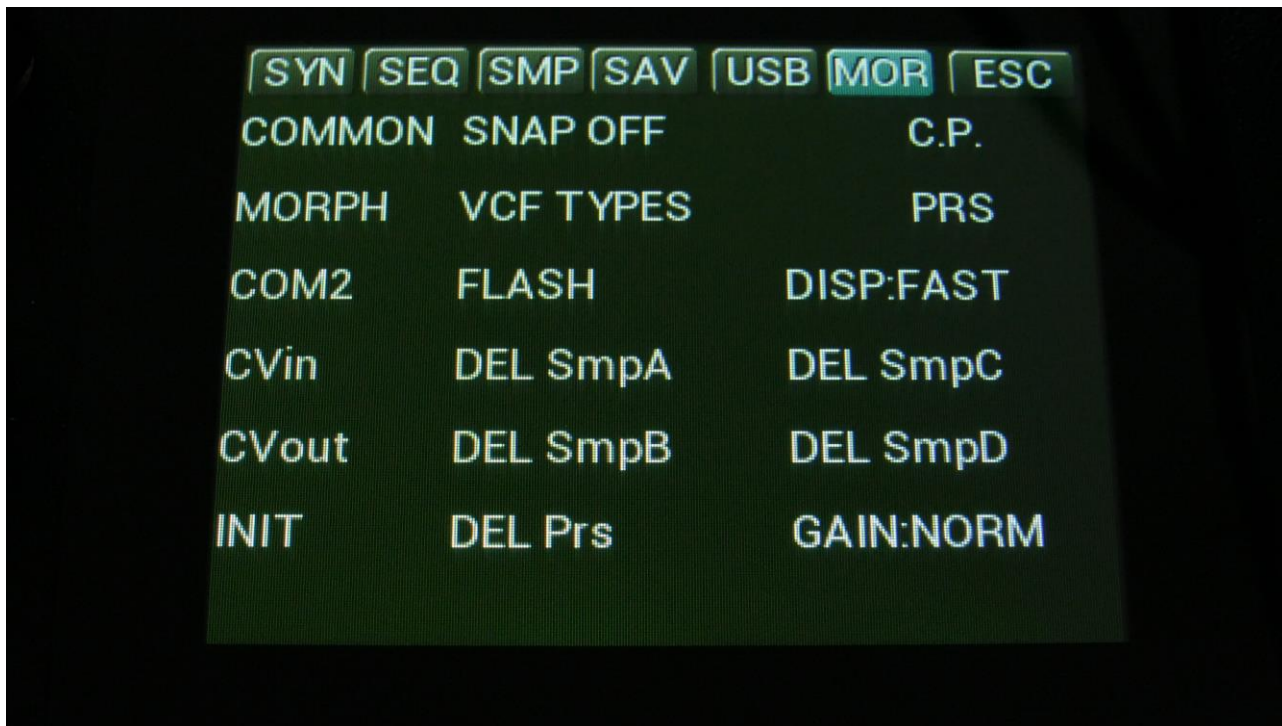 SYN SEQ SMP SAV USB MOR ESC
COMMON SNAP OFF C.P.
MORPH VCF TYPES PRS
COM2 FLASH DISP:FAST
CVin DEL SmpA DEL SmpC
CVout DEL SmpB DEL SmpD
INIT DEL Prs GAIN:NORM